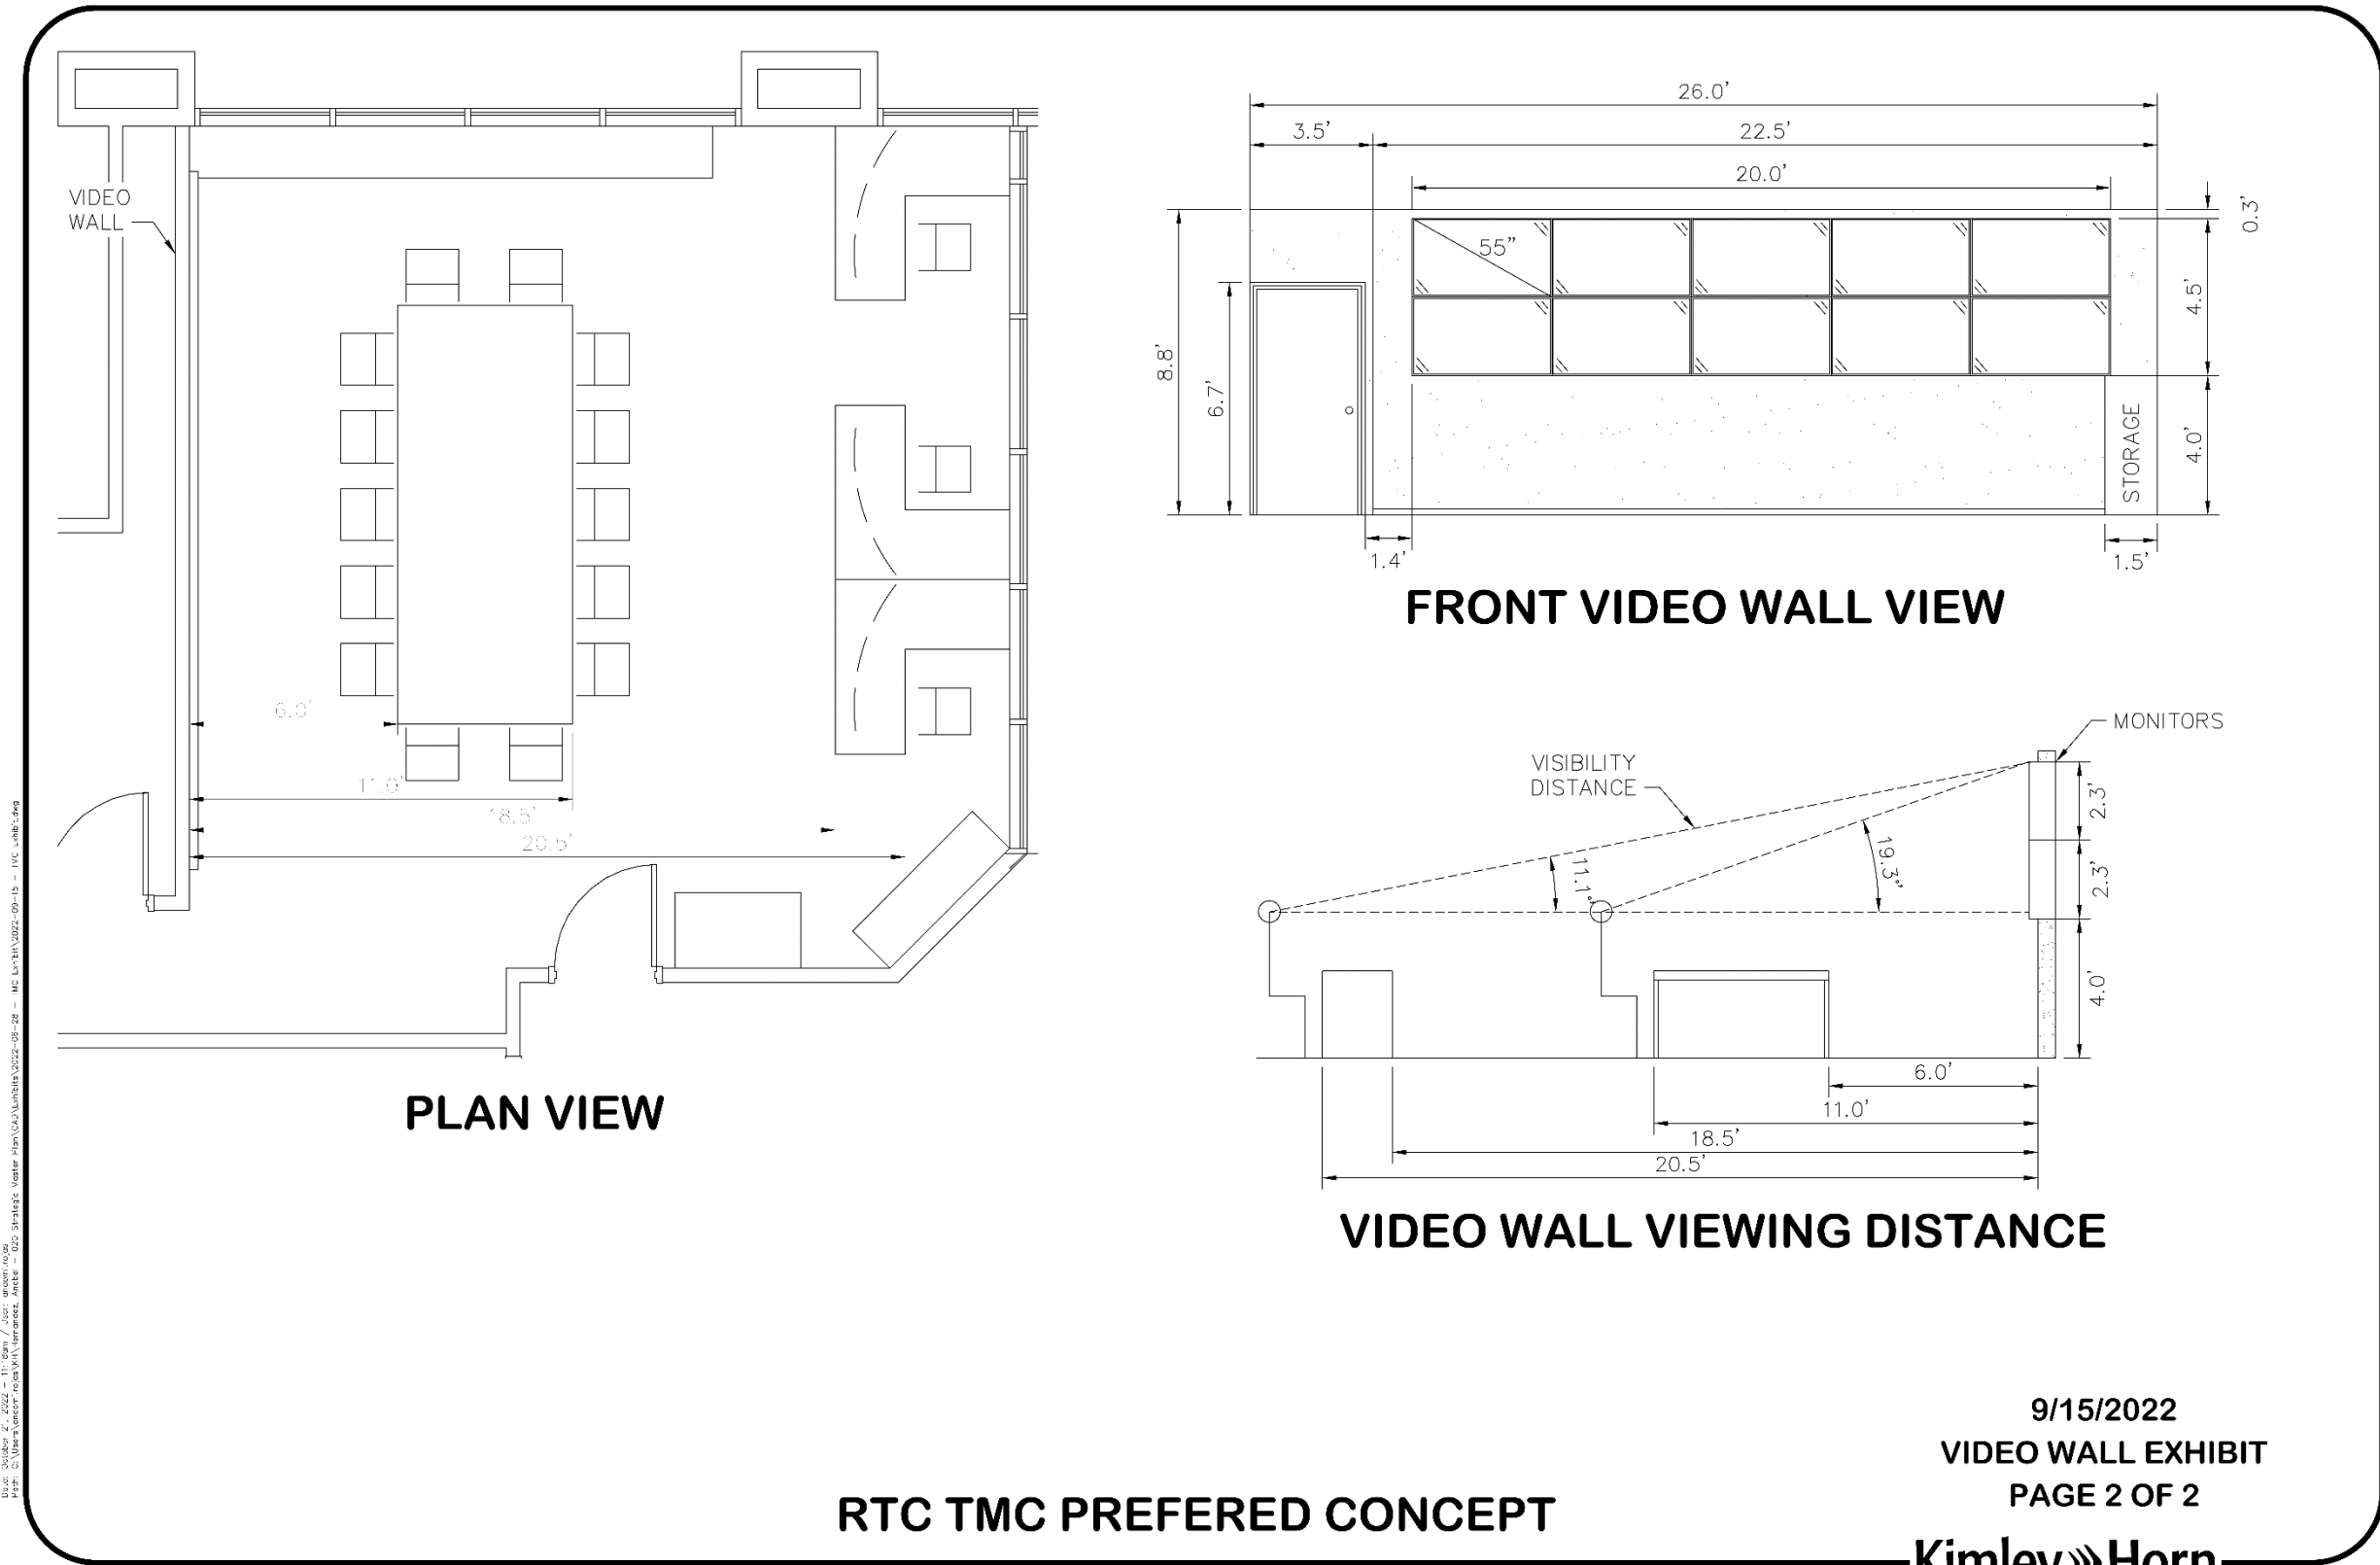 VIDEO
WALL
6.0'
11.0'
18.5'
20.5'
PLAN VIEW
26.0'
3.5'
22.5'
20.0'
0.3'
55"
4.5'
8.8'
6.7'
4.0'
STORAGE
1.4'
1.5'
FRONT VIDEO WALL VIEW
MONITORS
VISIBILITY
DISTANCE
2.3'
11.1°
19.3°
2.3'
4.0'
6.0'
11.0'
18.5'
20.5'
VIDEO WALL VIEWING DISTANCE
9/15/2022
VIDEO WALL EXHIBIT
PAGE 2 OF 2
RTC TMC PREFERED CONCEPT
Kimley»Horn